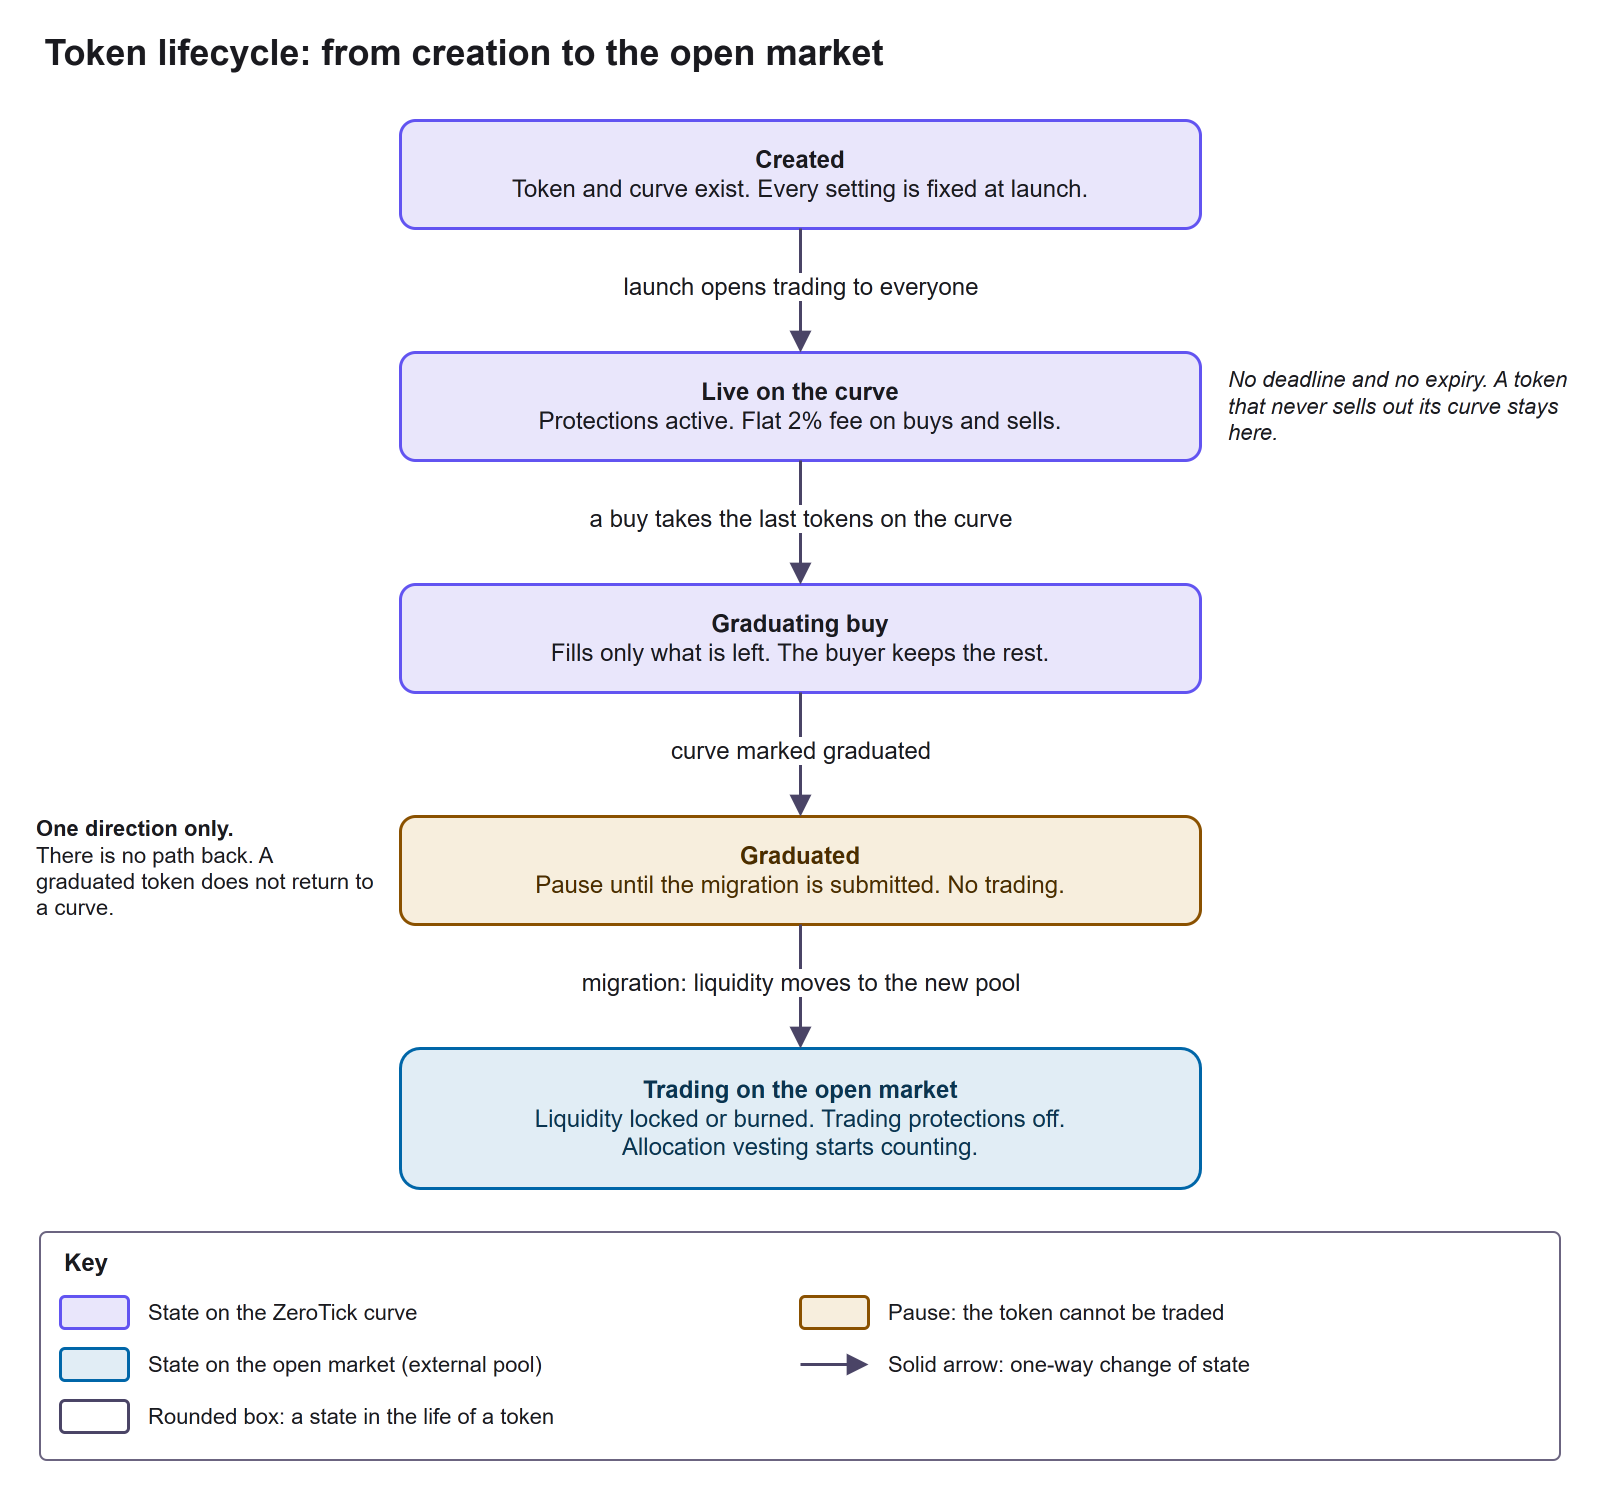 Token lifecycle: from creation to the open market
Created
Token and curve exist. Every setting is fixed at launch.
launch opens trading to everyone
Live on the curve
Protections active. Flat 2% fee on buys and sells.
No deadline and no expiry. A token
that never sells out its curve stays
here.
a buy takes the last tokens on the curve
Graduating buy
Fills only what is left. The buyer keeps the rest.
curve marked graduated
One direction only.
There is no path back. A
graduated token does not return to
a curve.
Graduated
Pause until the migration is submitted. No trading.
migration: liquidity moves to the new pool
Trading on the open market
Liquidity locked or burned. Trading protections off.
Allocation vesting starts counting.
Key
State on the ZeroTick curve
Pause: the token cannot be traded
State on the open market (external pool)
Solid arrow: one-way change of state
Rounded box: a state in the life of a token